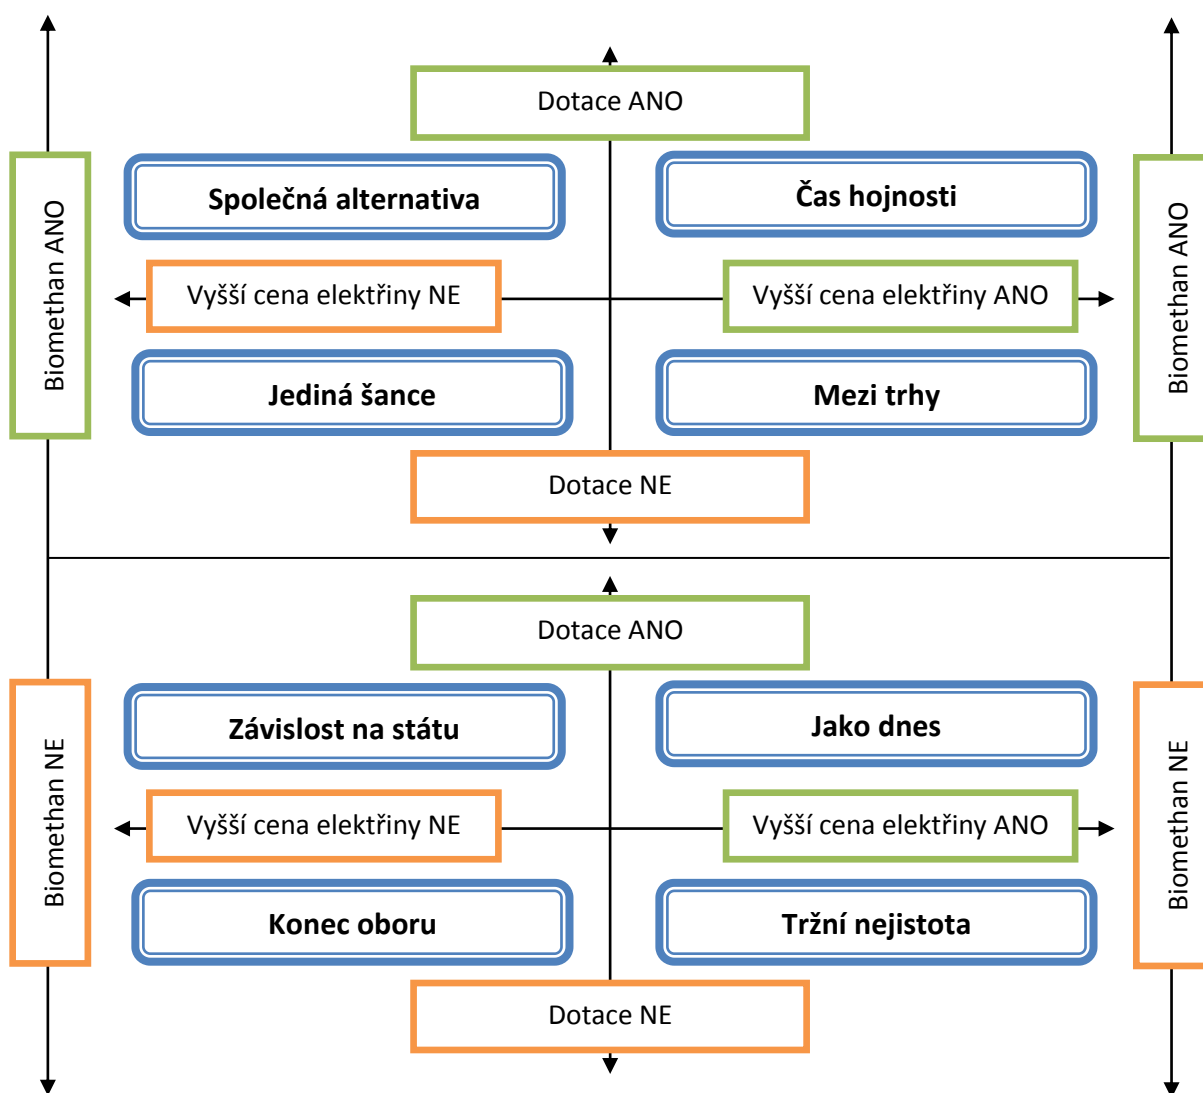 Dotace ANO
Společná alternativa
Čas hojnosti
Biomethan ANO
Vyšší cena elektřiny NE
Vyšší cena elektřiny ANO
Biomethan ANO
Jediná šance
Mezi trhy
Dotace NE
Dotace ANO
Závislost na státu
Jako dnes
Biomethan NE
Vyšší cena elektřiny NE
Vyšší cena elektřiny ANO
Biomethan NE
Konec oboru
Tržní nejistota
Dotace NE